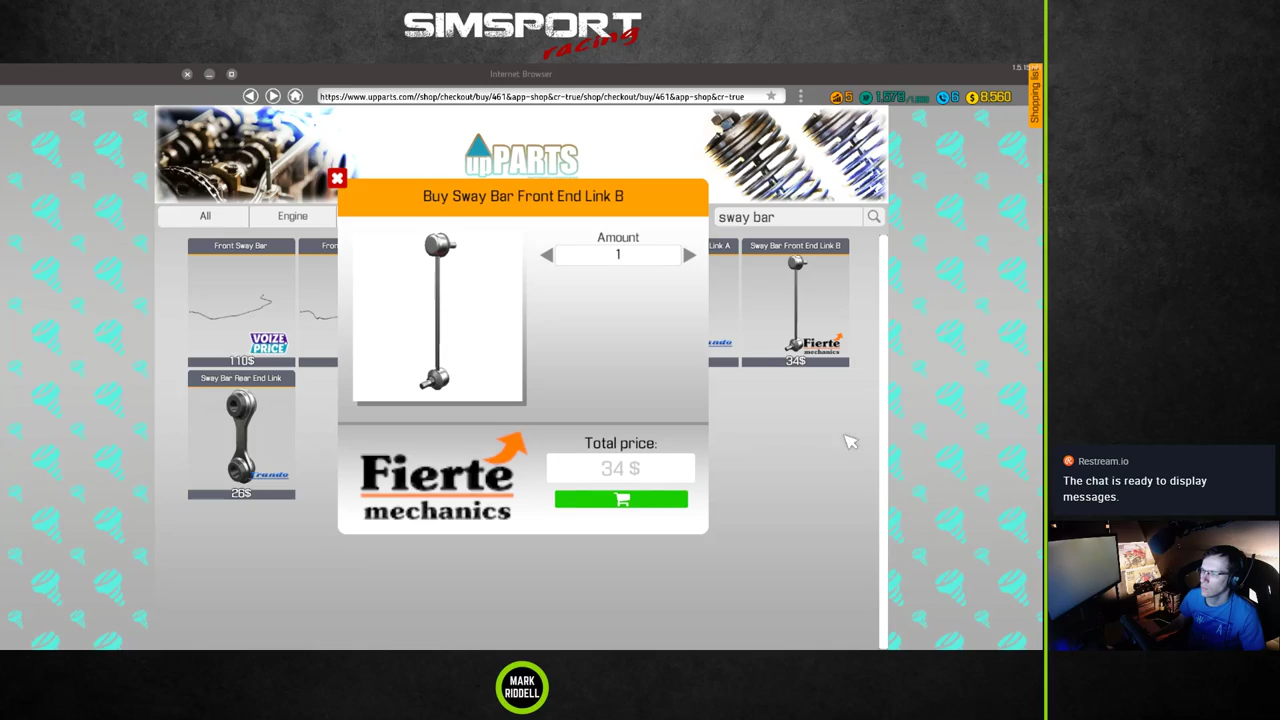 SIMSPORT
racing
Internet Browser
https://www.upparts.com//shop/checkout/buy/461&app-shop&cr-true/shop/checkout/buy/461&app-shop&cr-true
5
6
8,560
Shopping list
upPARTS
Buy Sway Bar Front End Link B
All
Engine
sway bar
Amount
1
Front Sway Bar
Link A
Sway Bar Front End Link B
VOIZE
PRICE
110$
Fierte
mechanics
34$
Sway Bar Rear End Link
26$
Total price:
34 $
Fierte
mechanics
Restream.io
The chat is ready to display
messages.
MARK
RIDDELL